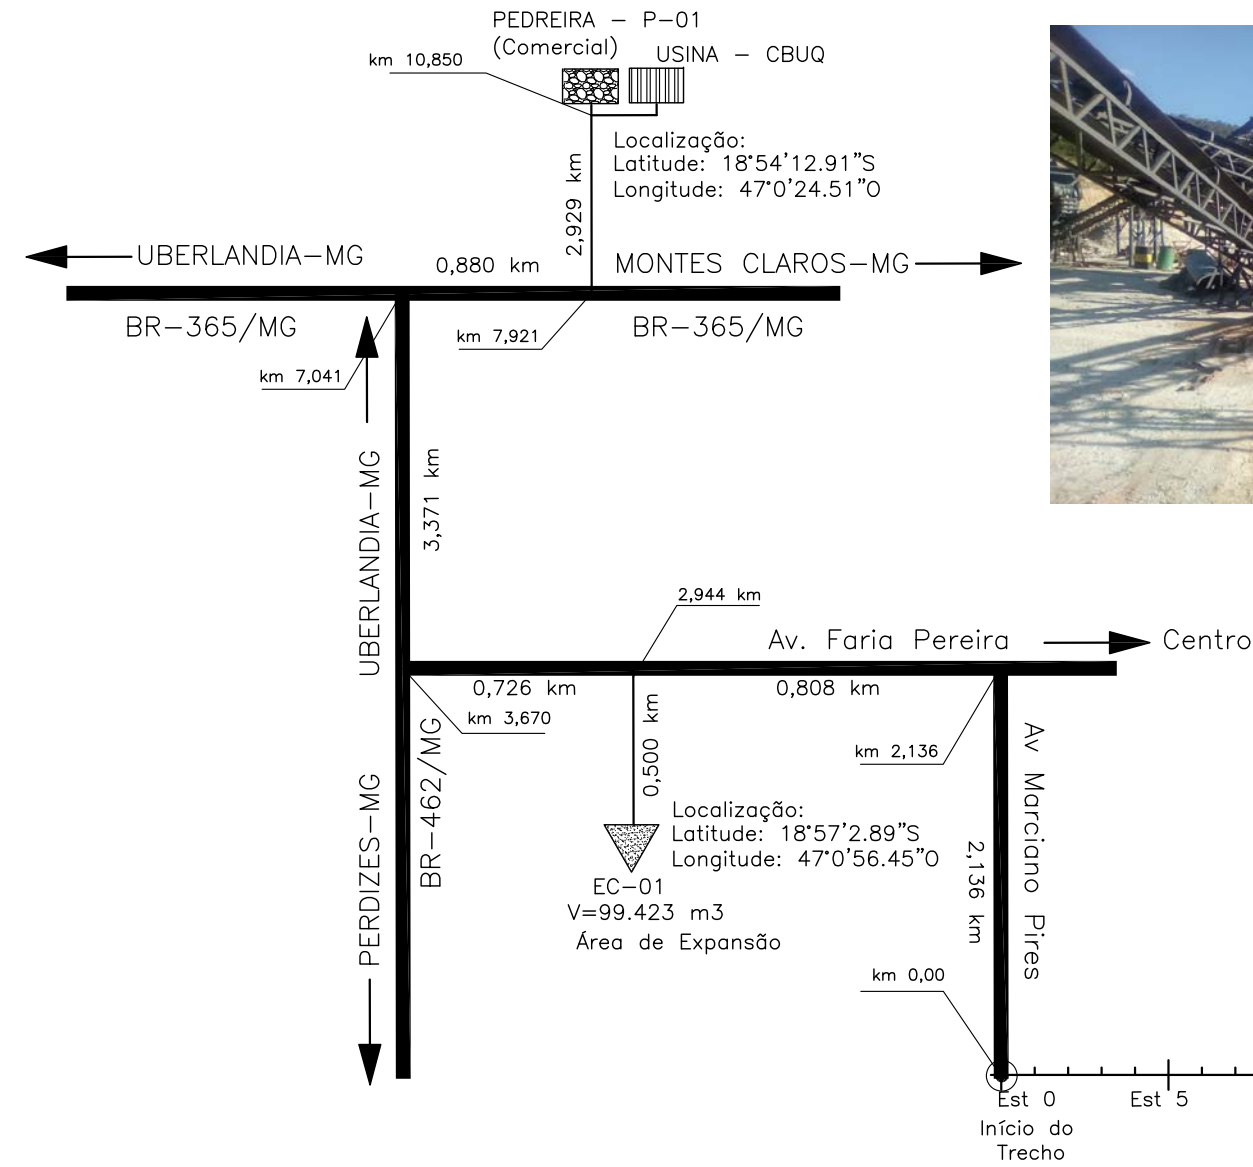 PEDREIRA - P-01
(Comercial)
USINA - CBUQ
km 10,850
Localização:
Latitude: 18°54'12.91"S
Longitude: 47°0'24.51"O
2,929 km
UBERLANDIA-MG
0,880 km
MONTES CLAROS-MG
BR-365/MG
km 7,921
BR-365/MG
km 7,041
UBERLANDIA-MG
3,371 km
2,944 km
Av. Faria Pereira
Centro
0,726 km
0,808 km
km 3,670
0,500 km
km 2,136
Av Marciano Pires
BR-462/MG
PERDIZES-MG
Localização:
Latitude: 18°57'2.89"S
Longitude: 47°0'56.45"O
2,136 km
EC-01
V=99.423 m3
Área de Expansão
km 0,00
Est 0
Est 5
Início do
Trecho